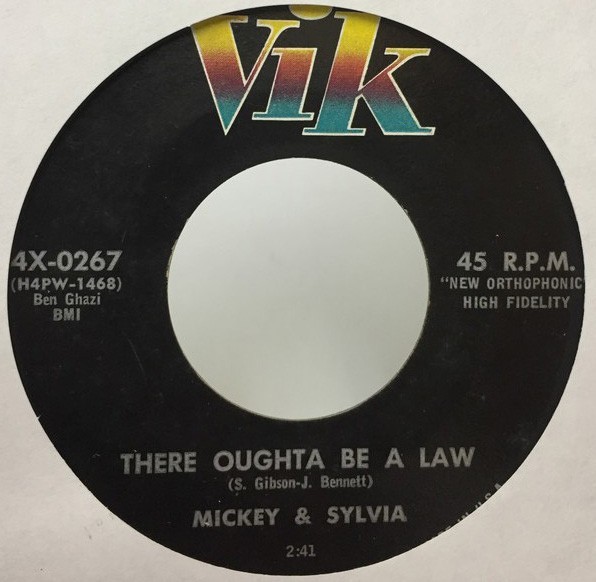 Vik
4X-0267
(H4PW-1468)
Ben Ghazi
BMI
45 R.P.M.
"NEW ORTHOPHONIC
HIGH FIDELITY
THERE OUGHTA BE A LAW
(S. Gibson-J. Bennett)
MICKEY & SYLVIA
2:41
IN U.S.A.